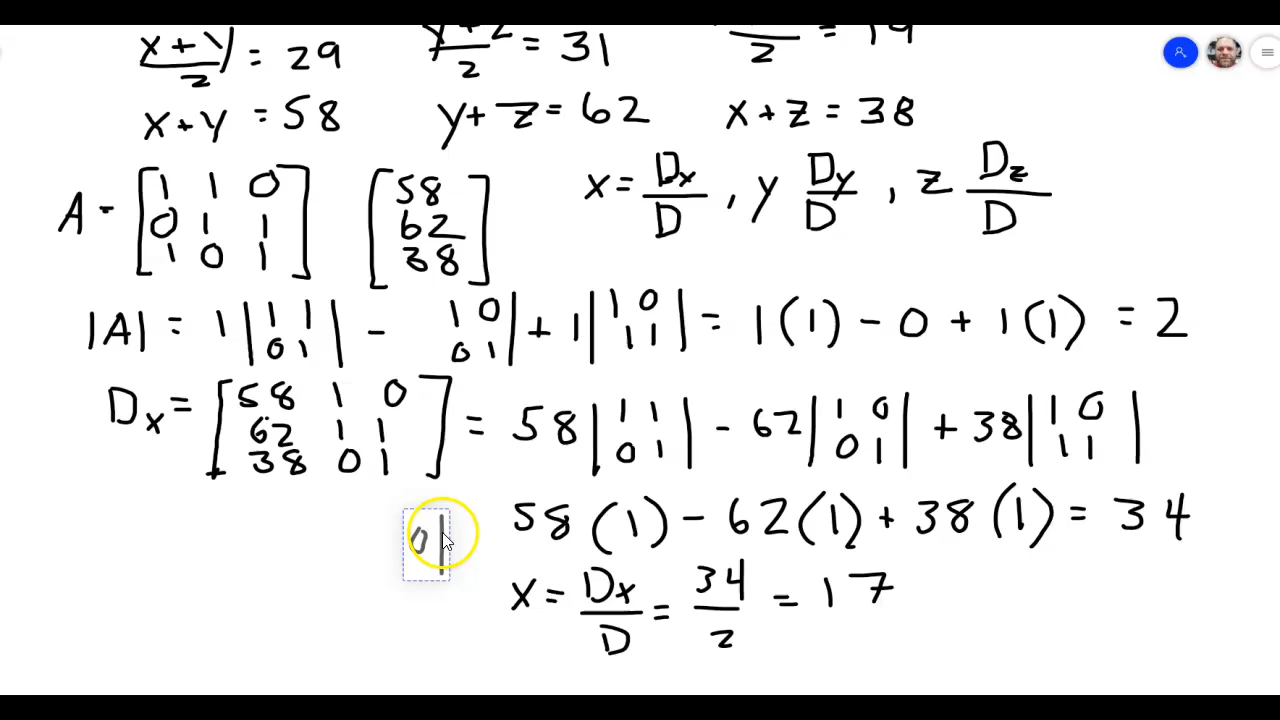 x + y / 2 = 29   y + z / 2 = 31   / 2 = 19
x + y = 58   y + z = 62   x + z = 38
A = [1 1 0   [58   x = Dx / D , y Dy / D , z Dz / D
0 1 1   62
1 0 1]   38]
|A| = 1 |1 1 0 1| - 1 0 0 1| + 1 |1 0 1 1| = 1(1) - 0 + 1(1) = 2
Dx = [58 1 0 62 1 1 38 0 1] = 58 |1 1 0 1| - 62 |1 0 0 1| + 38 |1 0 1 1|
58 (1) - 62 (1) + 38 (1) = 34
0|
x = Dx / D = 34 / 2 = 17